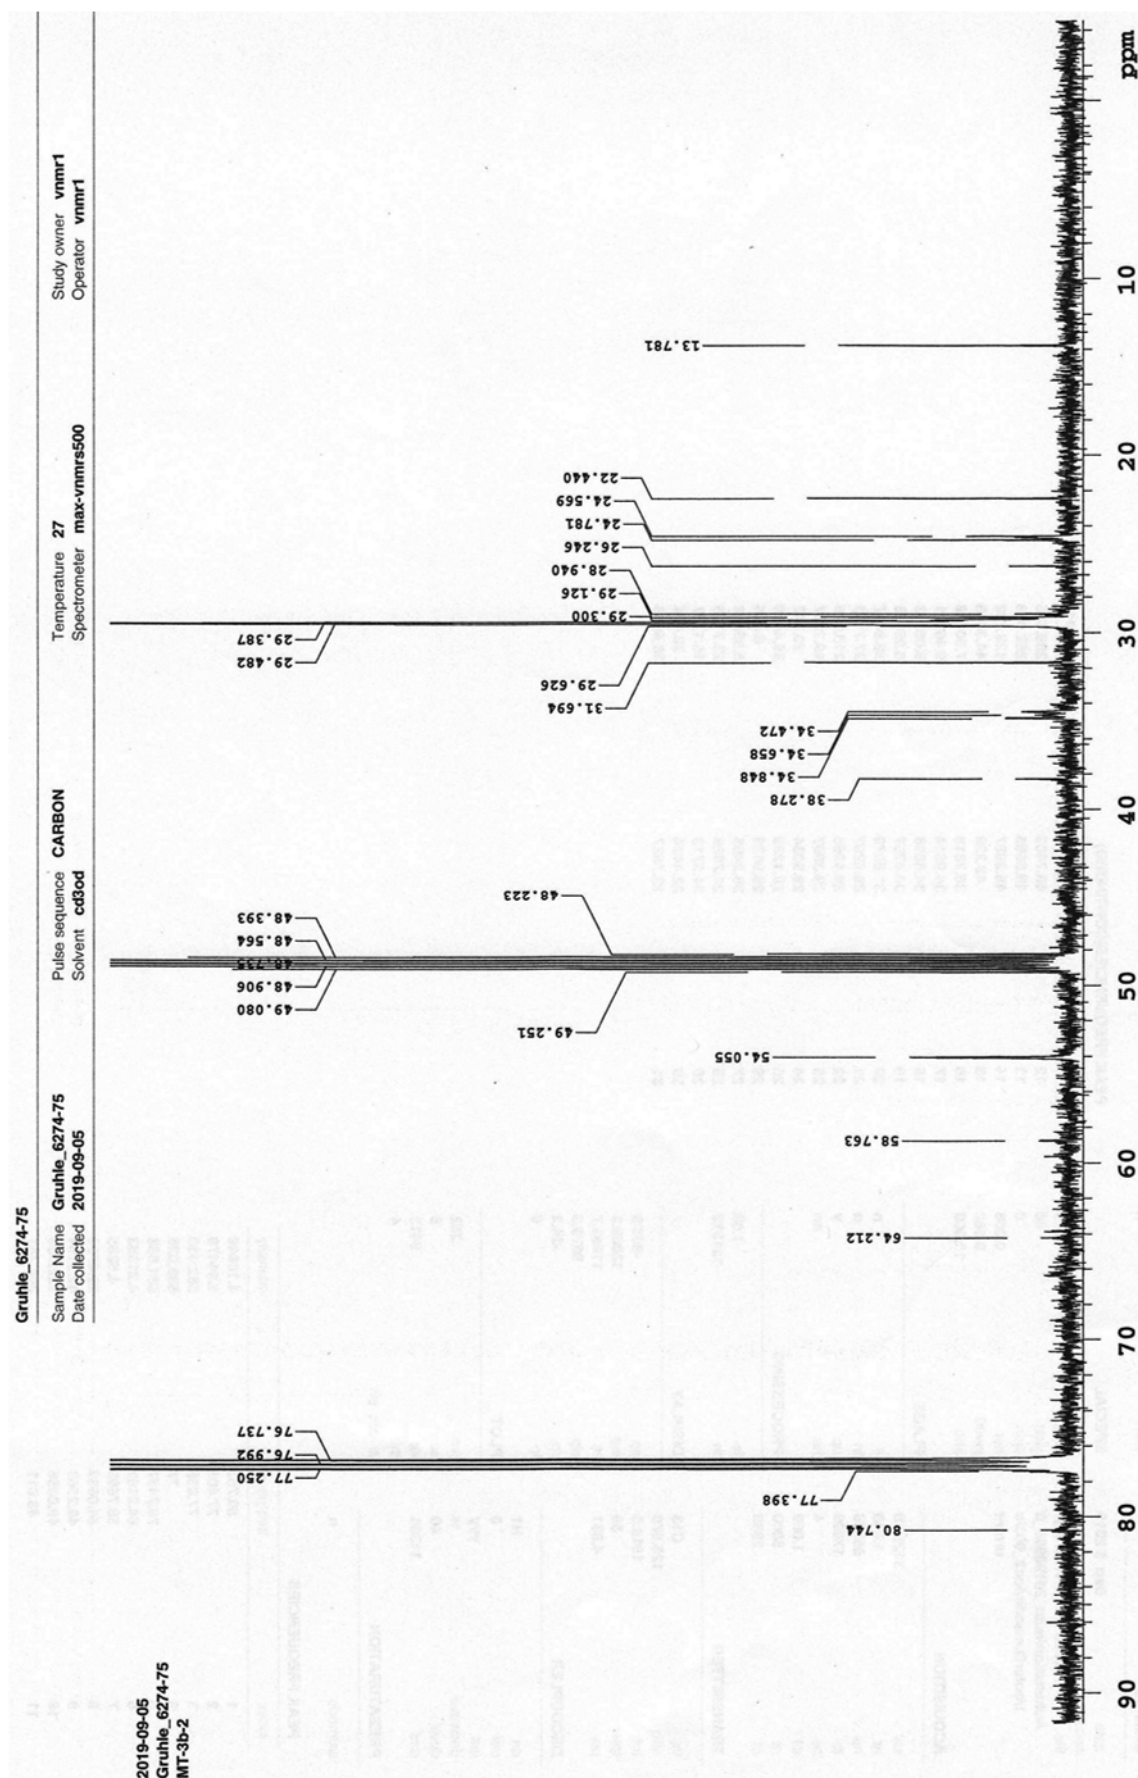 Gruhle_6274-75
Sample Name Gruhle_6274-75
Date collected 2019-09-05
Pulse sequence CARBON
Solvent cd3od
Temperature 27
Spectrometer max-vnmrs500
Study owner vnmr1
Operator vnmr1
2019-09-05
Gruhle_6274-75
MT-3b-2
80.744
77.398
77.250
76.992
76.737
64.212
58.763
54.055
49.251
49.080
48.906
48.735
48.564
48.393
48.223
38.278
34.848
34.658
34.472
31.694
29.626
29.482
29.387
29.300
29.126
28.940
26.246
24.781
24.569
22.440
13.781
90 80 70 60 50 40 30 20 10 ppm